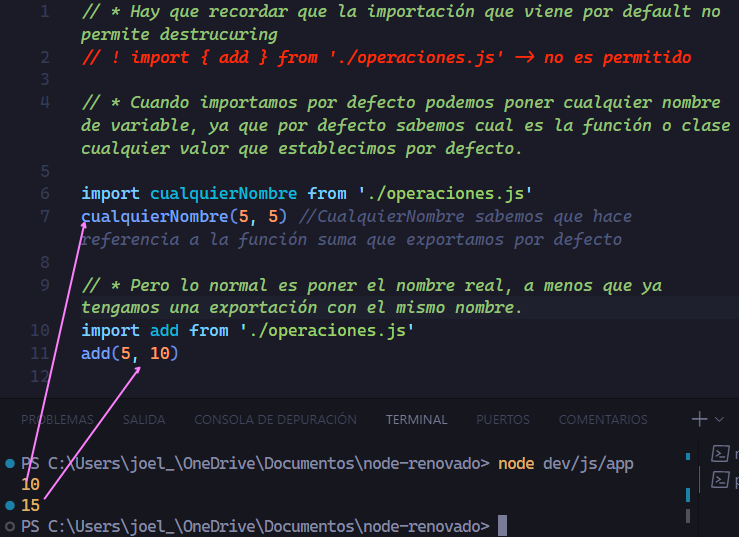 1 // * Hay que recordar que la importación que viene por default no
permite destrucuring
2 // ! import { add } from './operaciones.js' -> no es permitido
3
4 // * Cuando importamos por defecto podemos poner cualquier nombre
de variable, ya que por defecto sabemos cual es la función o clase
cualquier valor que establecimos por defecto.
5
6 import cualquierNombre from './operaciones.js'
7 cualquierNombre(5, 5) //CualquierNombre sabemos que hace
referencia a la función suma que exportamos por defecto
8
9 // * Pero lo normal es poner el nombre real, a menos que ya
tengamos una exportación con el mismo nombre.
10 import add from './operaciones.js'
11 add(5, 10)
12
PROBLEMAS SALIDA CONSOLA DE DEPURACIÓN TERMINAL PUERTOS COMENTARIOS
PS C:\Users\joel_\OneDrive\Documentos\node-renovado> node dev/js/app
10
15
PS C:\Users\joel_\OneDrive\Documentos\node-renovado>